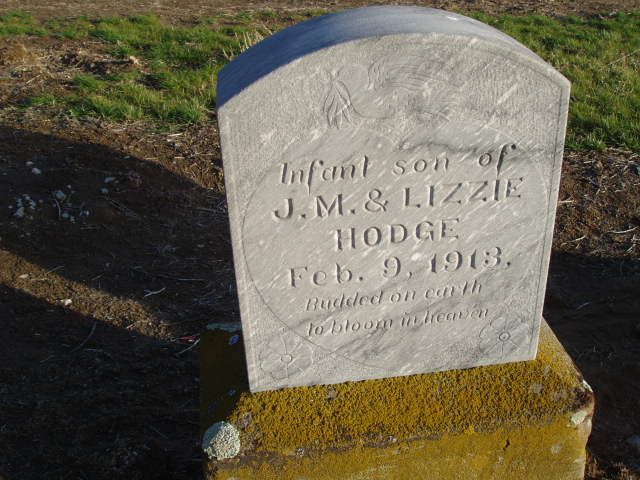 Infant son of
J. M. & LIZZIE
HODGE
Feb. 9, 1913,
Budded on earth
to bloom in heaven